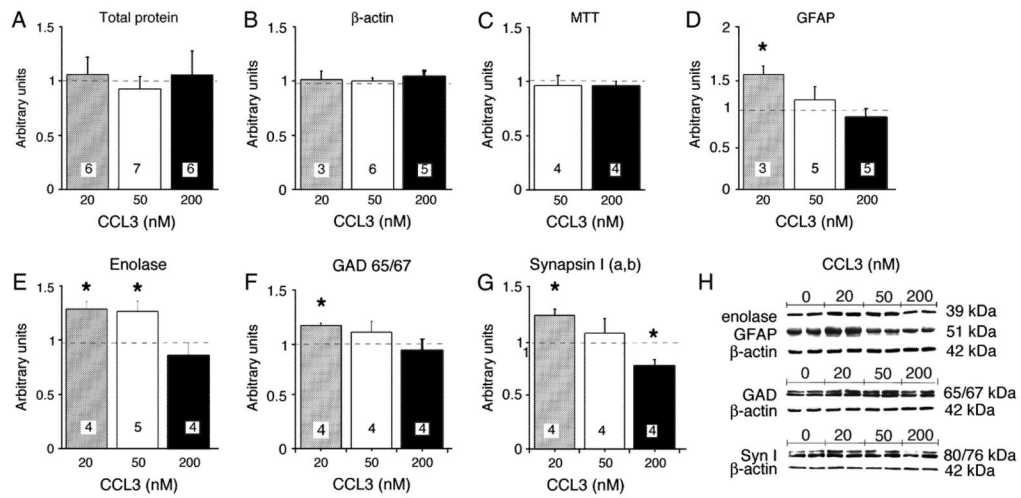 A Total protein
Arbitrary units
1.5
1
0.5
0
6 7 6
20 50 200
CCL3 (nM)
B β-actin
Arbitrary units
1.5
1
0.5
0
3 6 5
20 50 200
CCL3 (nM)
C MTT
Arbitrary units
1.5
1
0.5
0
4 4
50 200
CCL3 (nM)
D GFAP
Arbitrary units
2
1.5
1
0.5
0
*
3 5 5
20 50 200
CCL3 (nM)
E Enolase
Arbitrary units
1.5
1
0.5
0
* *
4 5 4
20 50 200
CCL3 (nM)
F GAD 65/67
Arbitrary units
1.5
1
0.5
0
*
4 4 4
20 50 200
CCL3 (nM)
G Synapsin I (a,b)
Arbitrary units
1.5
1
0.5
0
* *
4 4 4
20 50 200
CCL3 (nM)
H CCL3 (nM)
0 20 50 200
enolase 39 kDa
GFAP 51 kDa
β-actin 42 kDa
0 20 50 200
GAD 65/67 kDa
β-actin 42 kDa
0 20 50 200
Syn I 80/76 kDa
β-actin 42 kDa